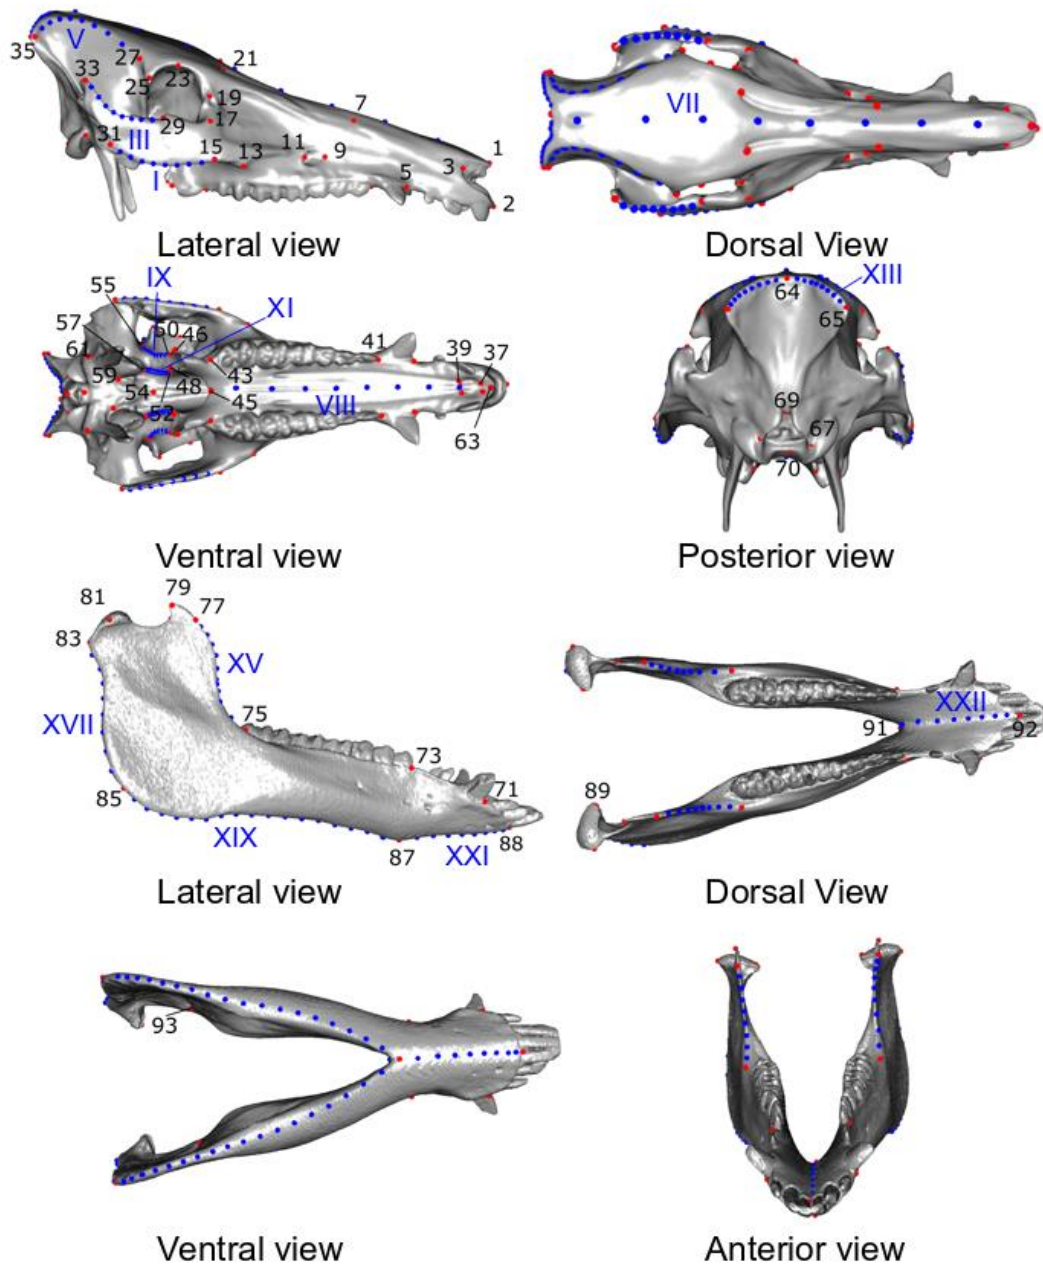 35
V
27
33
25
23
21
19
7
17
29
31
III
15
13
11
9
I
5
3
1
2
Lateral view
VII
Dorsal View
IX
55
XI
57
50
46
61
59
54
52
48
43
45
VIII
41
39
37
63
Ventral view
XIII
64
65
69
67
70
Posterior view
79
81
77
83
XV
XVII
75
73
71
85
XIX
87
XXI
88
Lateral view
XXII
91
92
89
Dorsal View
93
Ventral view
Anterior view